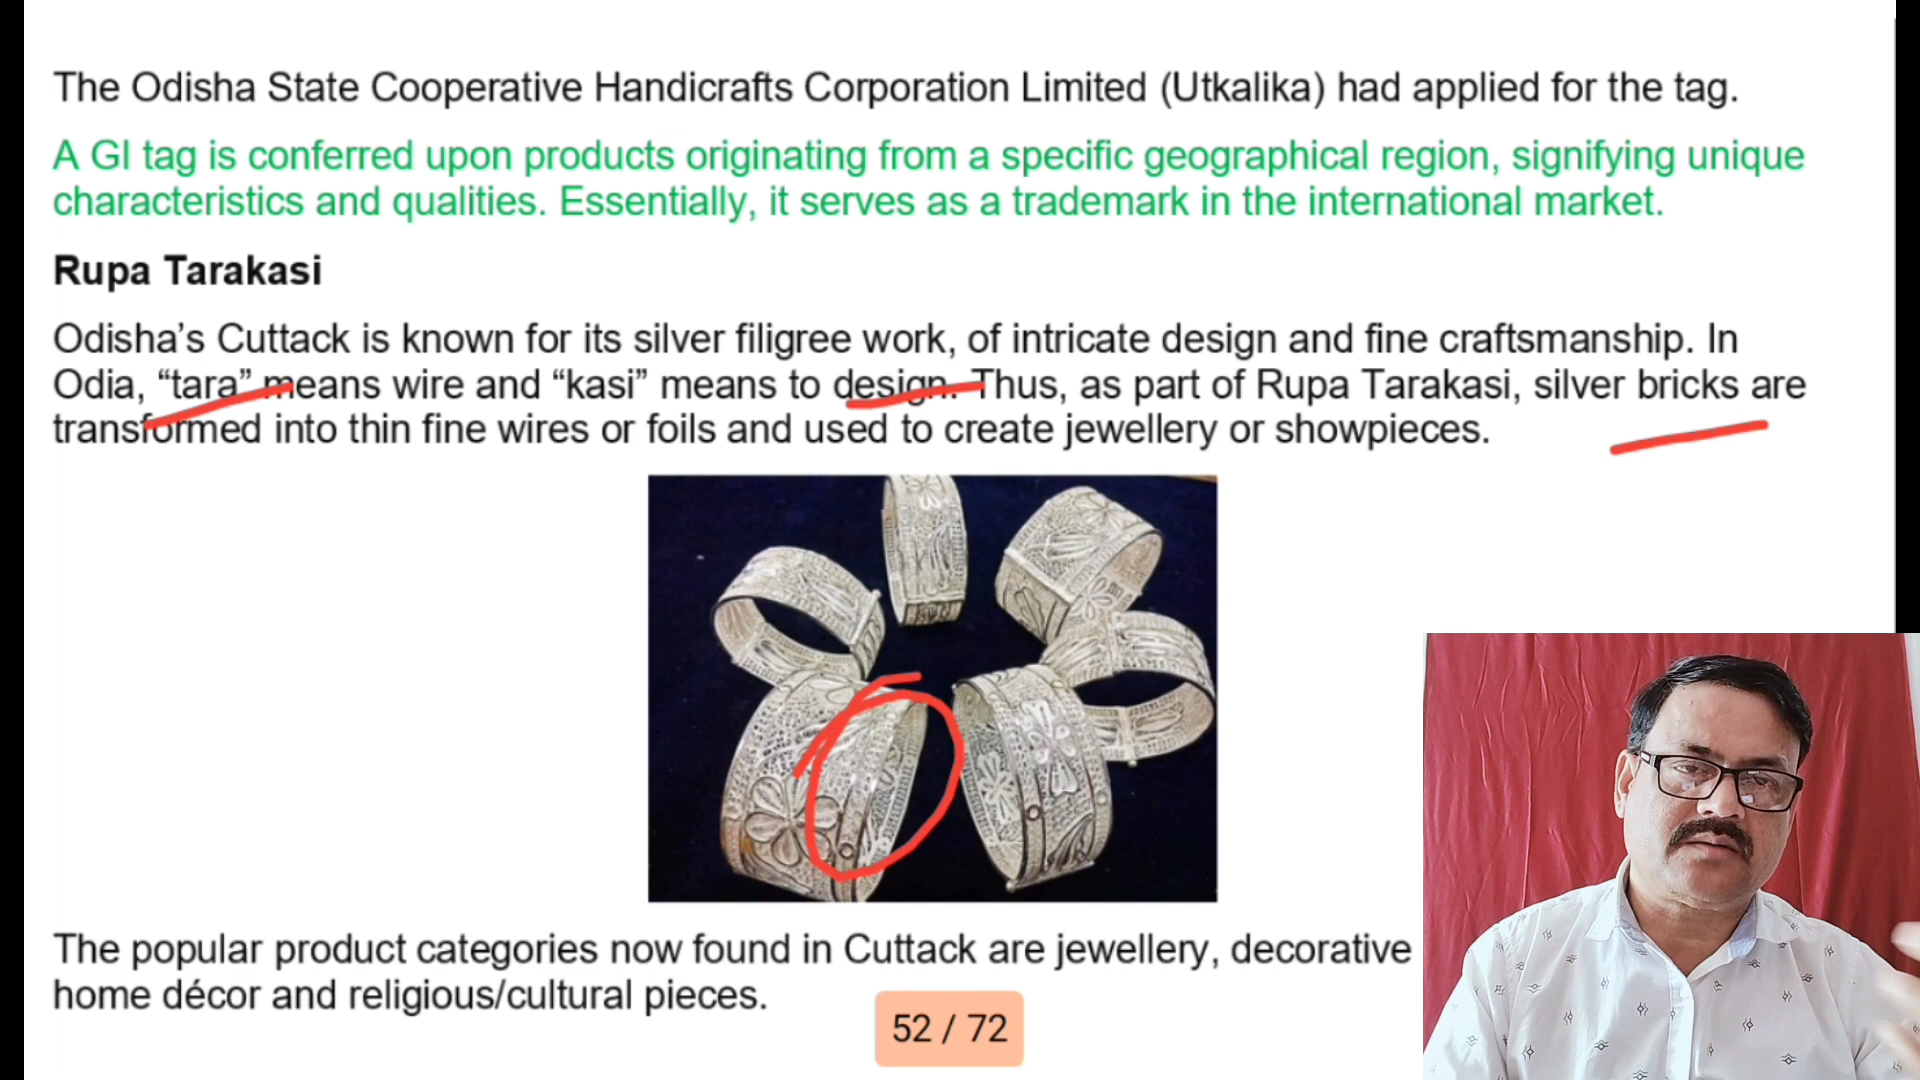 The Odisha State Cooperative Handicrafts Corporation Limited (Utkalika) had applied for the tag.
A GI tag is conferred upon products originating from a specific geographical region, signifying unique
characteristics and qualities. Essentially, it serves as a trademark in the international market.
Rupa Tarakasi
Odisha’s Cuttack is known for its silver filigree work, of intricate design and fine craftsmanship. In
Odia, “tara” means wire and “kasi” means to design. Thus, as part of Rupa Tarakasi, silver bricks are
transformed into thin fine wires or foils and used to create jewellery or showpieces.
The popular product categories now found in Cuttack are jewellery, decorative
home décor and religious/cultural pieces.
52 / 72